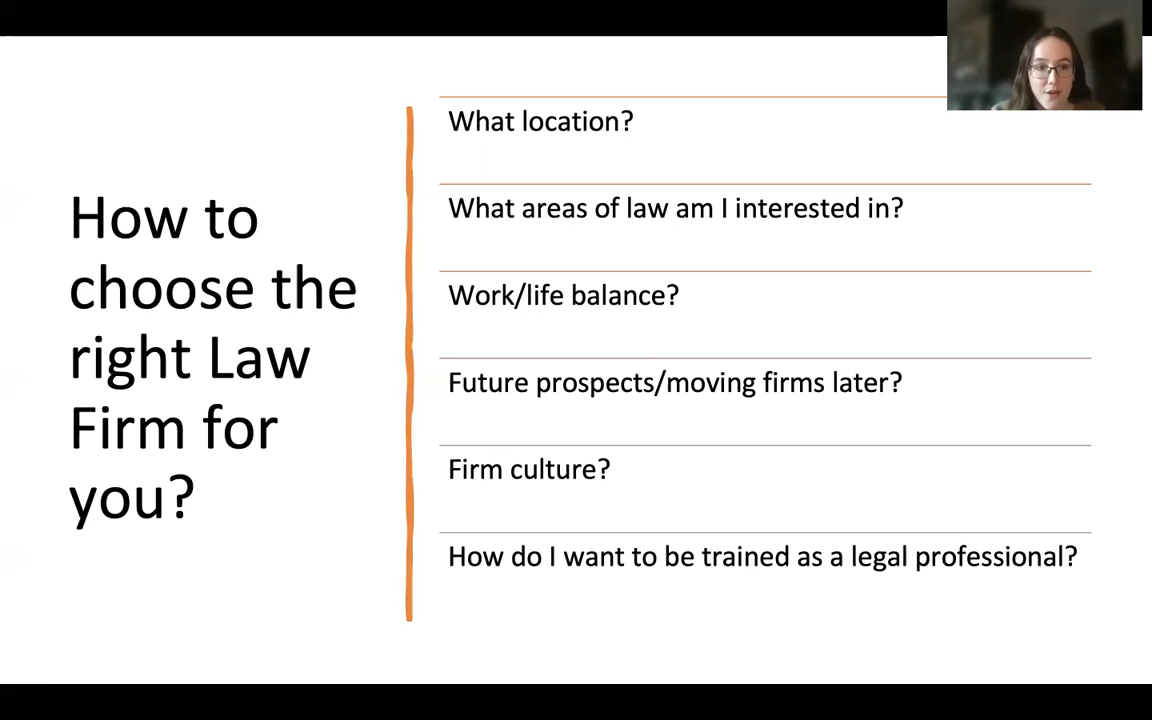 How to
choose the
right Law
Firm for
you?
What location?
What areas of law am I interested in?
Work/life balance?
Future prospects/moving firms later?
Firm culture?
How do I want to be trained as a legal professional?